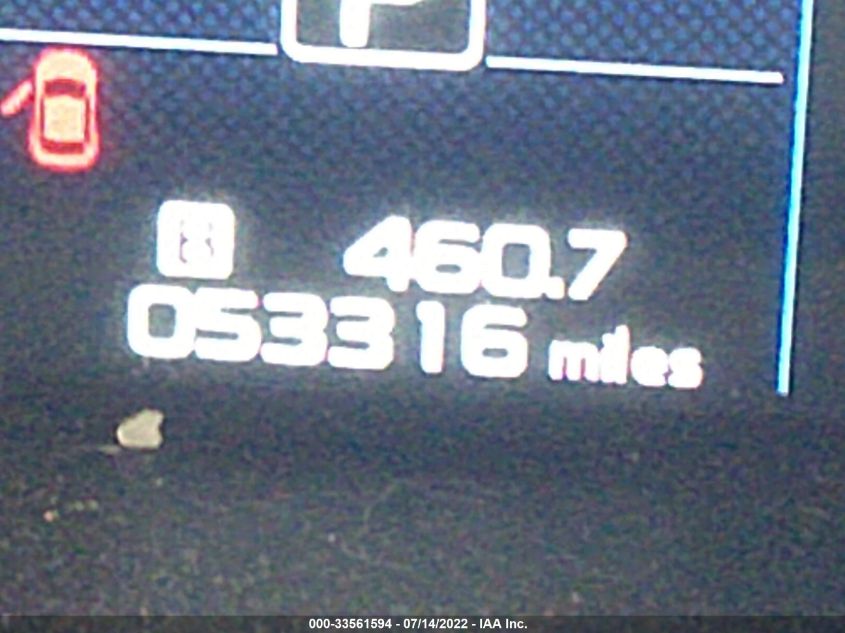 P
B 460.7
053316 miles
000-33561594 - 07/14/2022 - IAA Inc.